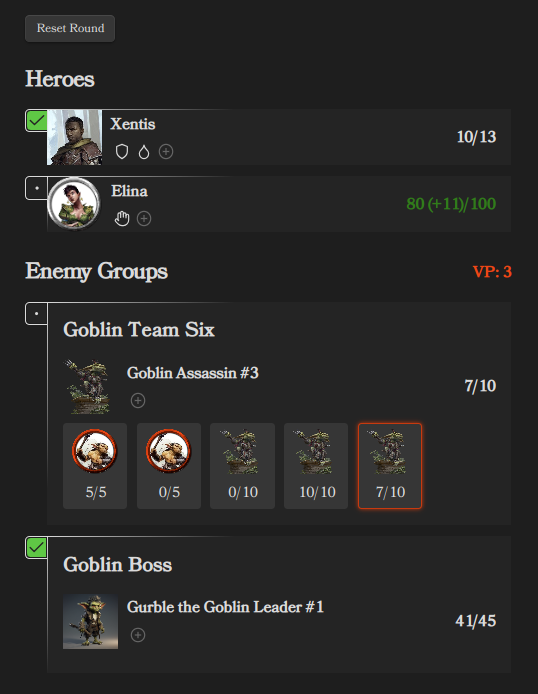 Reset Round
Heroes
Xentis
10/13
Elina
80 (+11)/100
Enemy Groups
VP: 3
Goblin Team Six
Goblin Assassin #3
7/10
5/5
0/5
0/10
10/10
7/10
Goblin Boss
Gurble the Goblin Leader #1
41/45